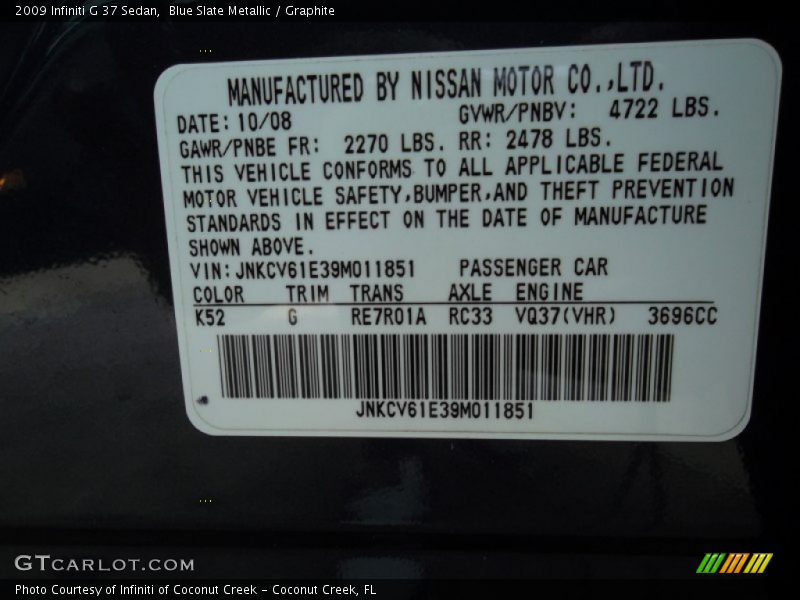 2009 Infiniti G 37 Sedan,  Blue Slate Metallic / Graphite
MANUFACTURED BY NISSAN MOTOR CO.,LTD.
DATE: 10/08 GVWR/PNBV: 4722 LBS.
GAWR/PNBE FR: 2270 LBS. RR: 2478 LBS.
THIS VEHICLE CONFORMS TO ALL APPLICABLE FEDERAL
MOTOR VEHICLE SAFETY,BUMPER,AND THEFT PREVENTION
STANDARDS IN EFFECT ON THE DATE OF MANUFACTURE
SHOWN ABOVE.
VIN: JNKCV61E39M011851 PASSENGER CAR
COLOR TRIM TRANS AXLE ENGINE
K52 G RE7R01A RC33 VQ37(VHR) 3696CC
JNKCV61E39M011851
GTCARLOT.COM
Photo Courtesy of Infiniti of Coconut Creek - Coconut Creek, FL